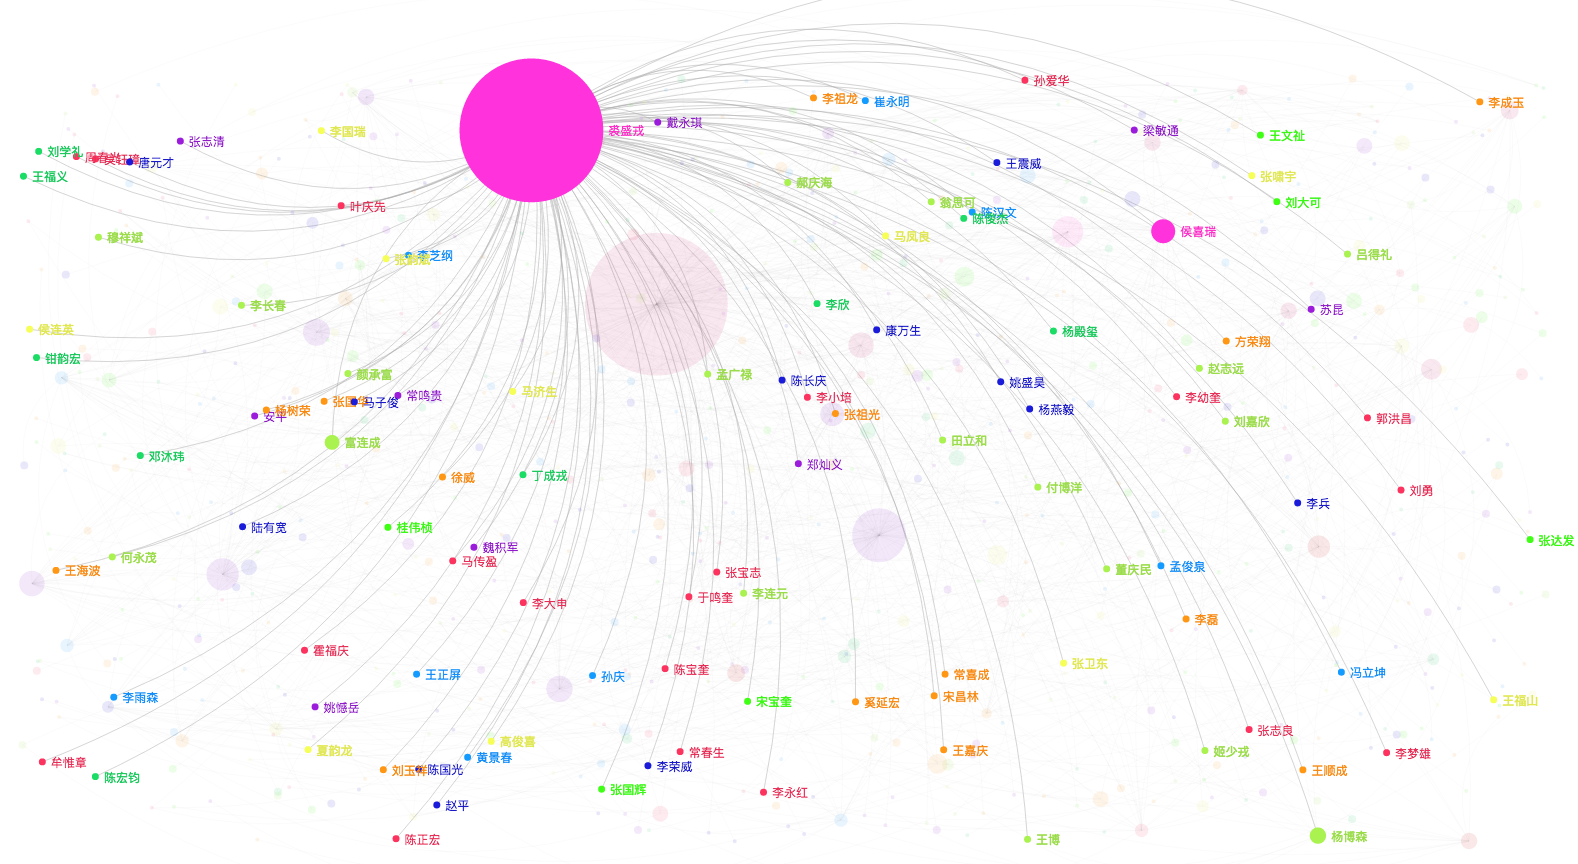 孙爱华
李祖龙
崔永明
李成玉
戴永琪
裘盛戎
李国瑞
梁敏通
王文祉
张志清
刘学礼
唐元才
王震威
王福义
张啸宇
郝庆海
翁思可
刘大可
叶庆先
陈汉文
陈俊杰
侯喜瑞
马凤良
穆祥斌
吕得礼
李芝纲
李长春
李欣
苏昆
侯连英
康万生
杨殿玺
方荣翔
钳韵宏
赵志远
颜承富
孟广禄
陈长庆
姚盛昊
马济生
常鸣贵
李小培
李幼奎
马子俊
杨树荣
杨燕毅
张祖光
安平
郭洪昌
刘嘉欣
富连成
田立和
邓沐玮
郑灿义
丁成戎
徐威
付博洋
刘勇
李兵
陆有宽
桂伟桢
张达发
魏积军
何永茂
马传盈
王海波
孟俊泉
董庆民
张宝志
李连元
于鸣奎
李大申
李磊
霍福庆
张卫东
陈宝奎
冯立坤
王正屏
常喜成
孙庆
李雨森
宋昌林
王福山
宋宝奎
奚延宏
姚憾岳
张志良
高俊喜
夏韵龙
王嘉庆
姬少戎
常春生
李梦雄
黄景春
牟惟章
李荣威
陈国光
王顺成
陈宏钧
张国辉
李永红
赵平
杨博森
陈正宏
王博